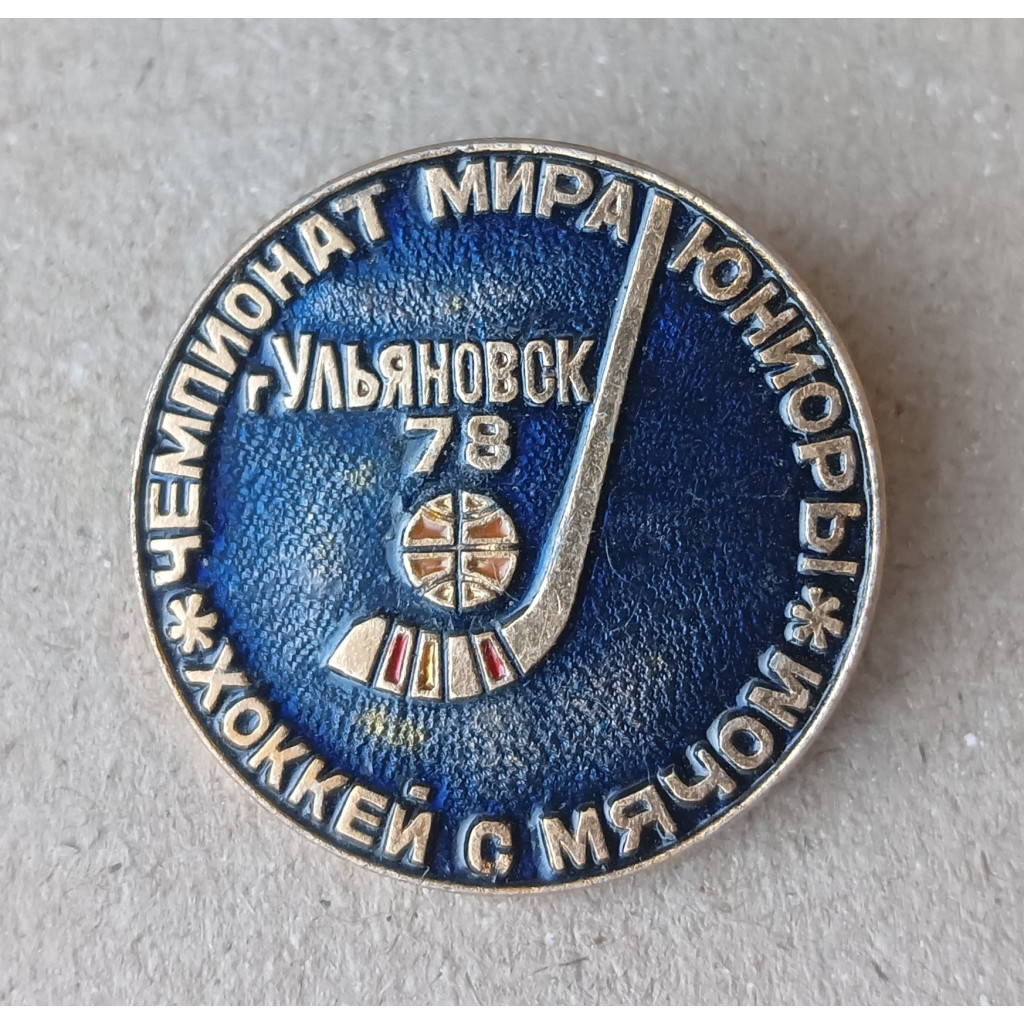 ЧЕМПИОНАТ МИРА ЮНИОРЫ
г УЛЬЯНОВСК
78
* ХОККЕЙ С МЯЧОМ *